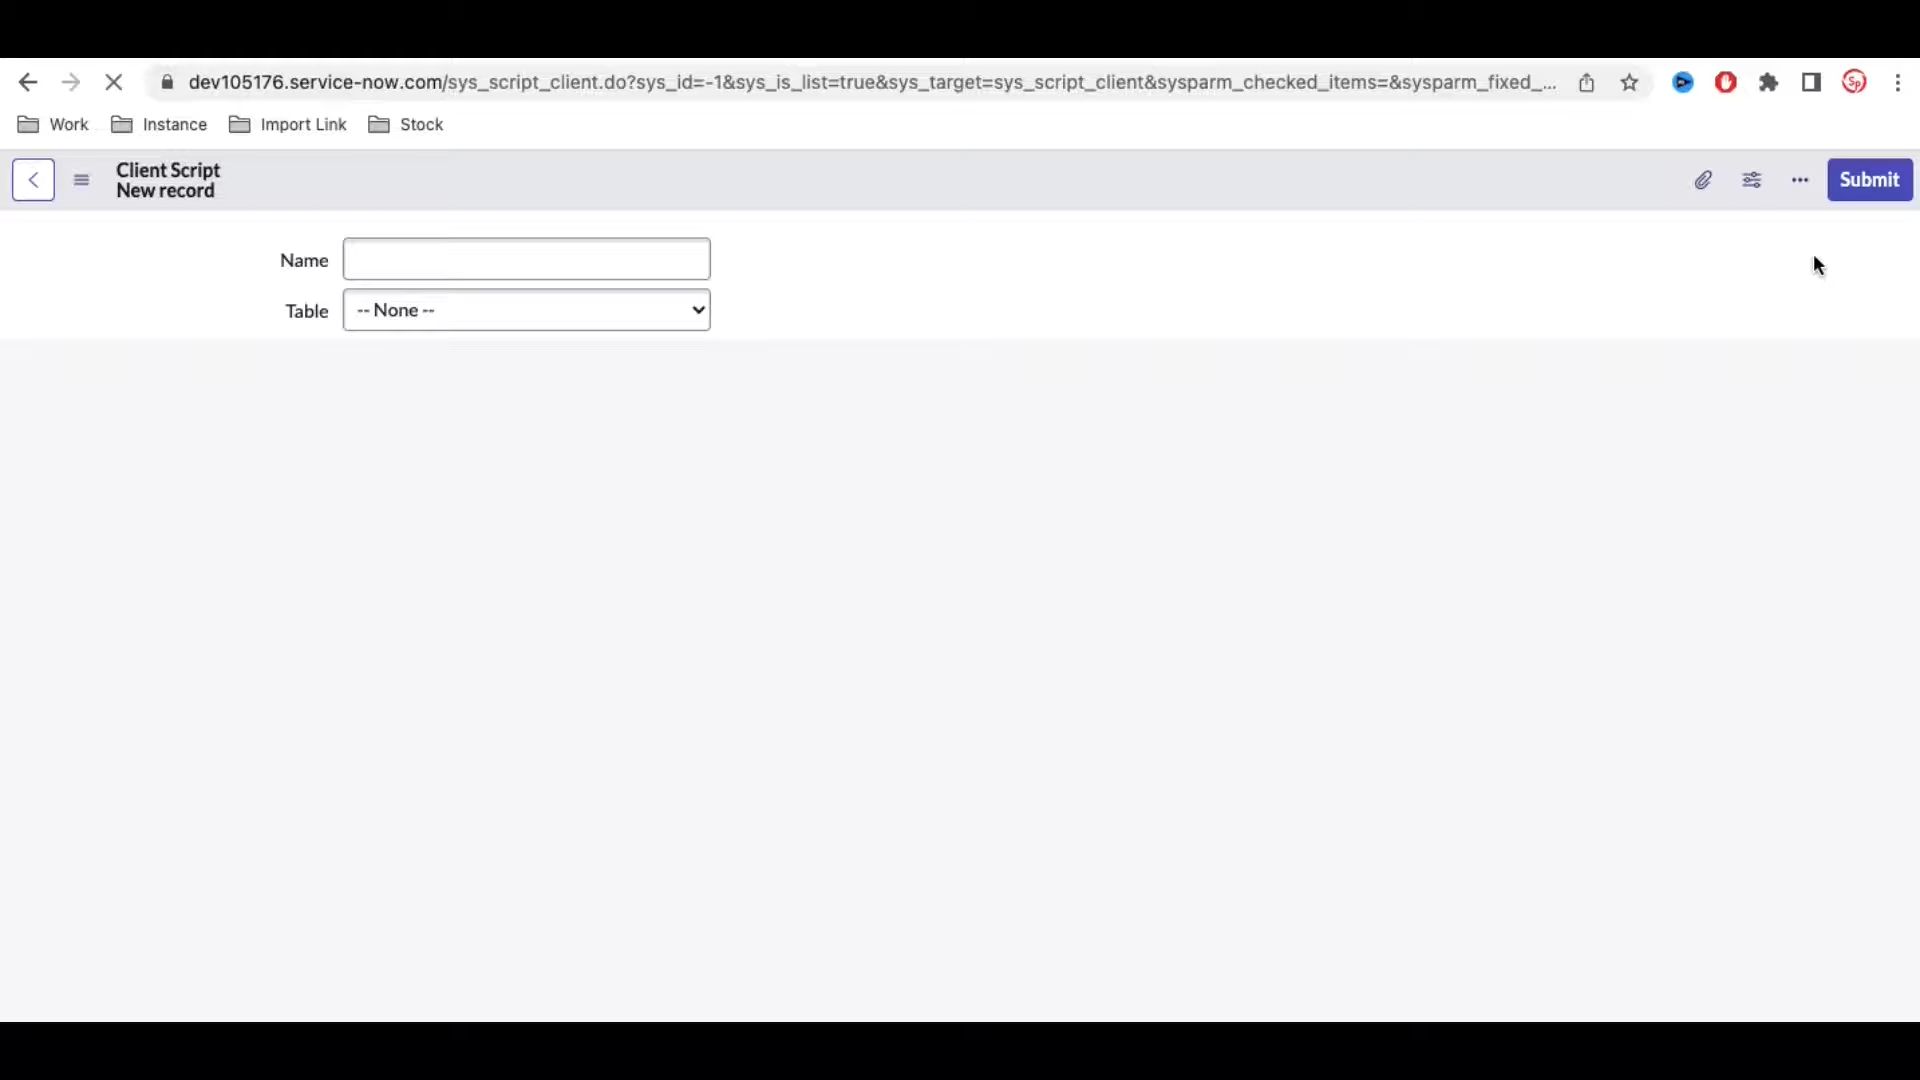 dev105176.service-now.com/sys_script_client.do?sys_id=-1&sys_is_list=true&sys_target=sys_script_client&sysparm_checked_items=&sysparm_fixed_...
Sp
Work Instance Import Link Stock
Client Script
New record
Submit
Name
Table -- None --